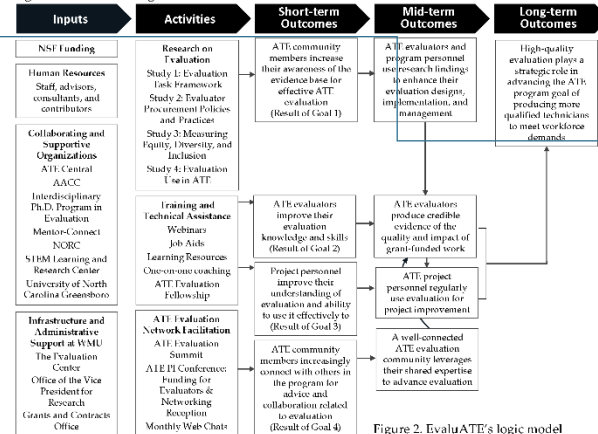 Inputs
Activities
Short-term
Outcomes
Mid-term
Outcomes
Long-term
Outcomes
NSF Funding
Human Resources
Staff, advisors,
consultants, and
contributors
Collaborating and
Supportive
Organizations
ATE Central
AACC
Interdisciplinary
Ph.D. Program in
Evaluation
Mentor-Connect
NORC
STEM Learning and
Research Center
University of North
Carolina Greensboro
Infrastructure and
Administrative
Support at WMU
The Evaluation
Center
Office of the Vice
President for
Research
Grants and Contracts
Office
Research on
Evaluation
Study 1: Evaluation
Task Framework
Study 2: Evaluator
Procurement Policies
and Practices
Study 3: Measuring
Equity, Diversity, and
Inclusion
Study 4: Evaluation
Use in ATE
Training and
Technical Assistance
Webinars
Job Aids
Learning Resources
One-on-one coaching
ATE Evaluation
Fellowship
ATE Evaluation
Network Facilitation
ATE Evaluation
Summit
ATE PI Conference:
Funding for
Evaluators &
Networking
Reception
Monthly Web Chats
ATE community
members increase
their awareness of the
evidence base for
effective ATE
evaluation
(Result of Goal 1)
ATE evaluators
improve their
evaluation
knowledge and skills
(Result of Goal 2)
Project personnel
improve their
understanding of
evaluation and ability
to use it effectively to
(Result of Goal 3)
ATE community
members increasingly
connect with others in
the program for
advice and
collaboration related
to evaluation
(Result of Goal 4)
ATE evaluators and
program personnel
use research findings
to enhance their
evaluation designs,
implementation, and
management
ATE evaluators
produce credible
evidence of the
quality and impact of
grant-funded work
ATE project
personnel regularly
use evaluation for
project improvement
A well-connected
ATE evaluation
community leverages
their shared expertise
to advance evaluation
High-quality
evaluation plays a
strategic role in
advancing the ATE
program goal of
producing more
qualified technicians
to meet workforce
demands
Figure 2. EvaluATE's logic model